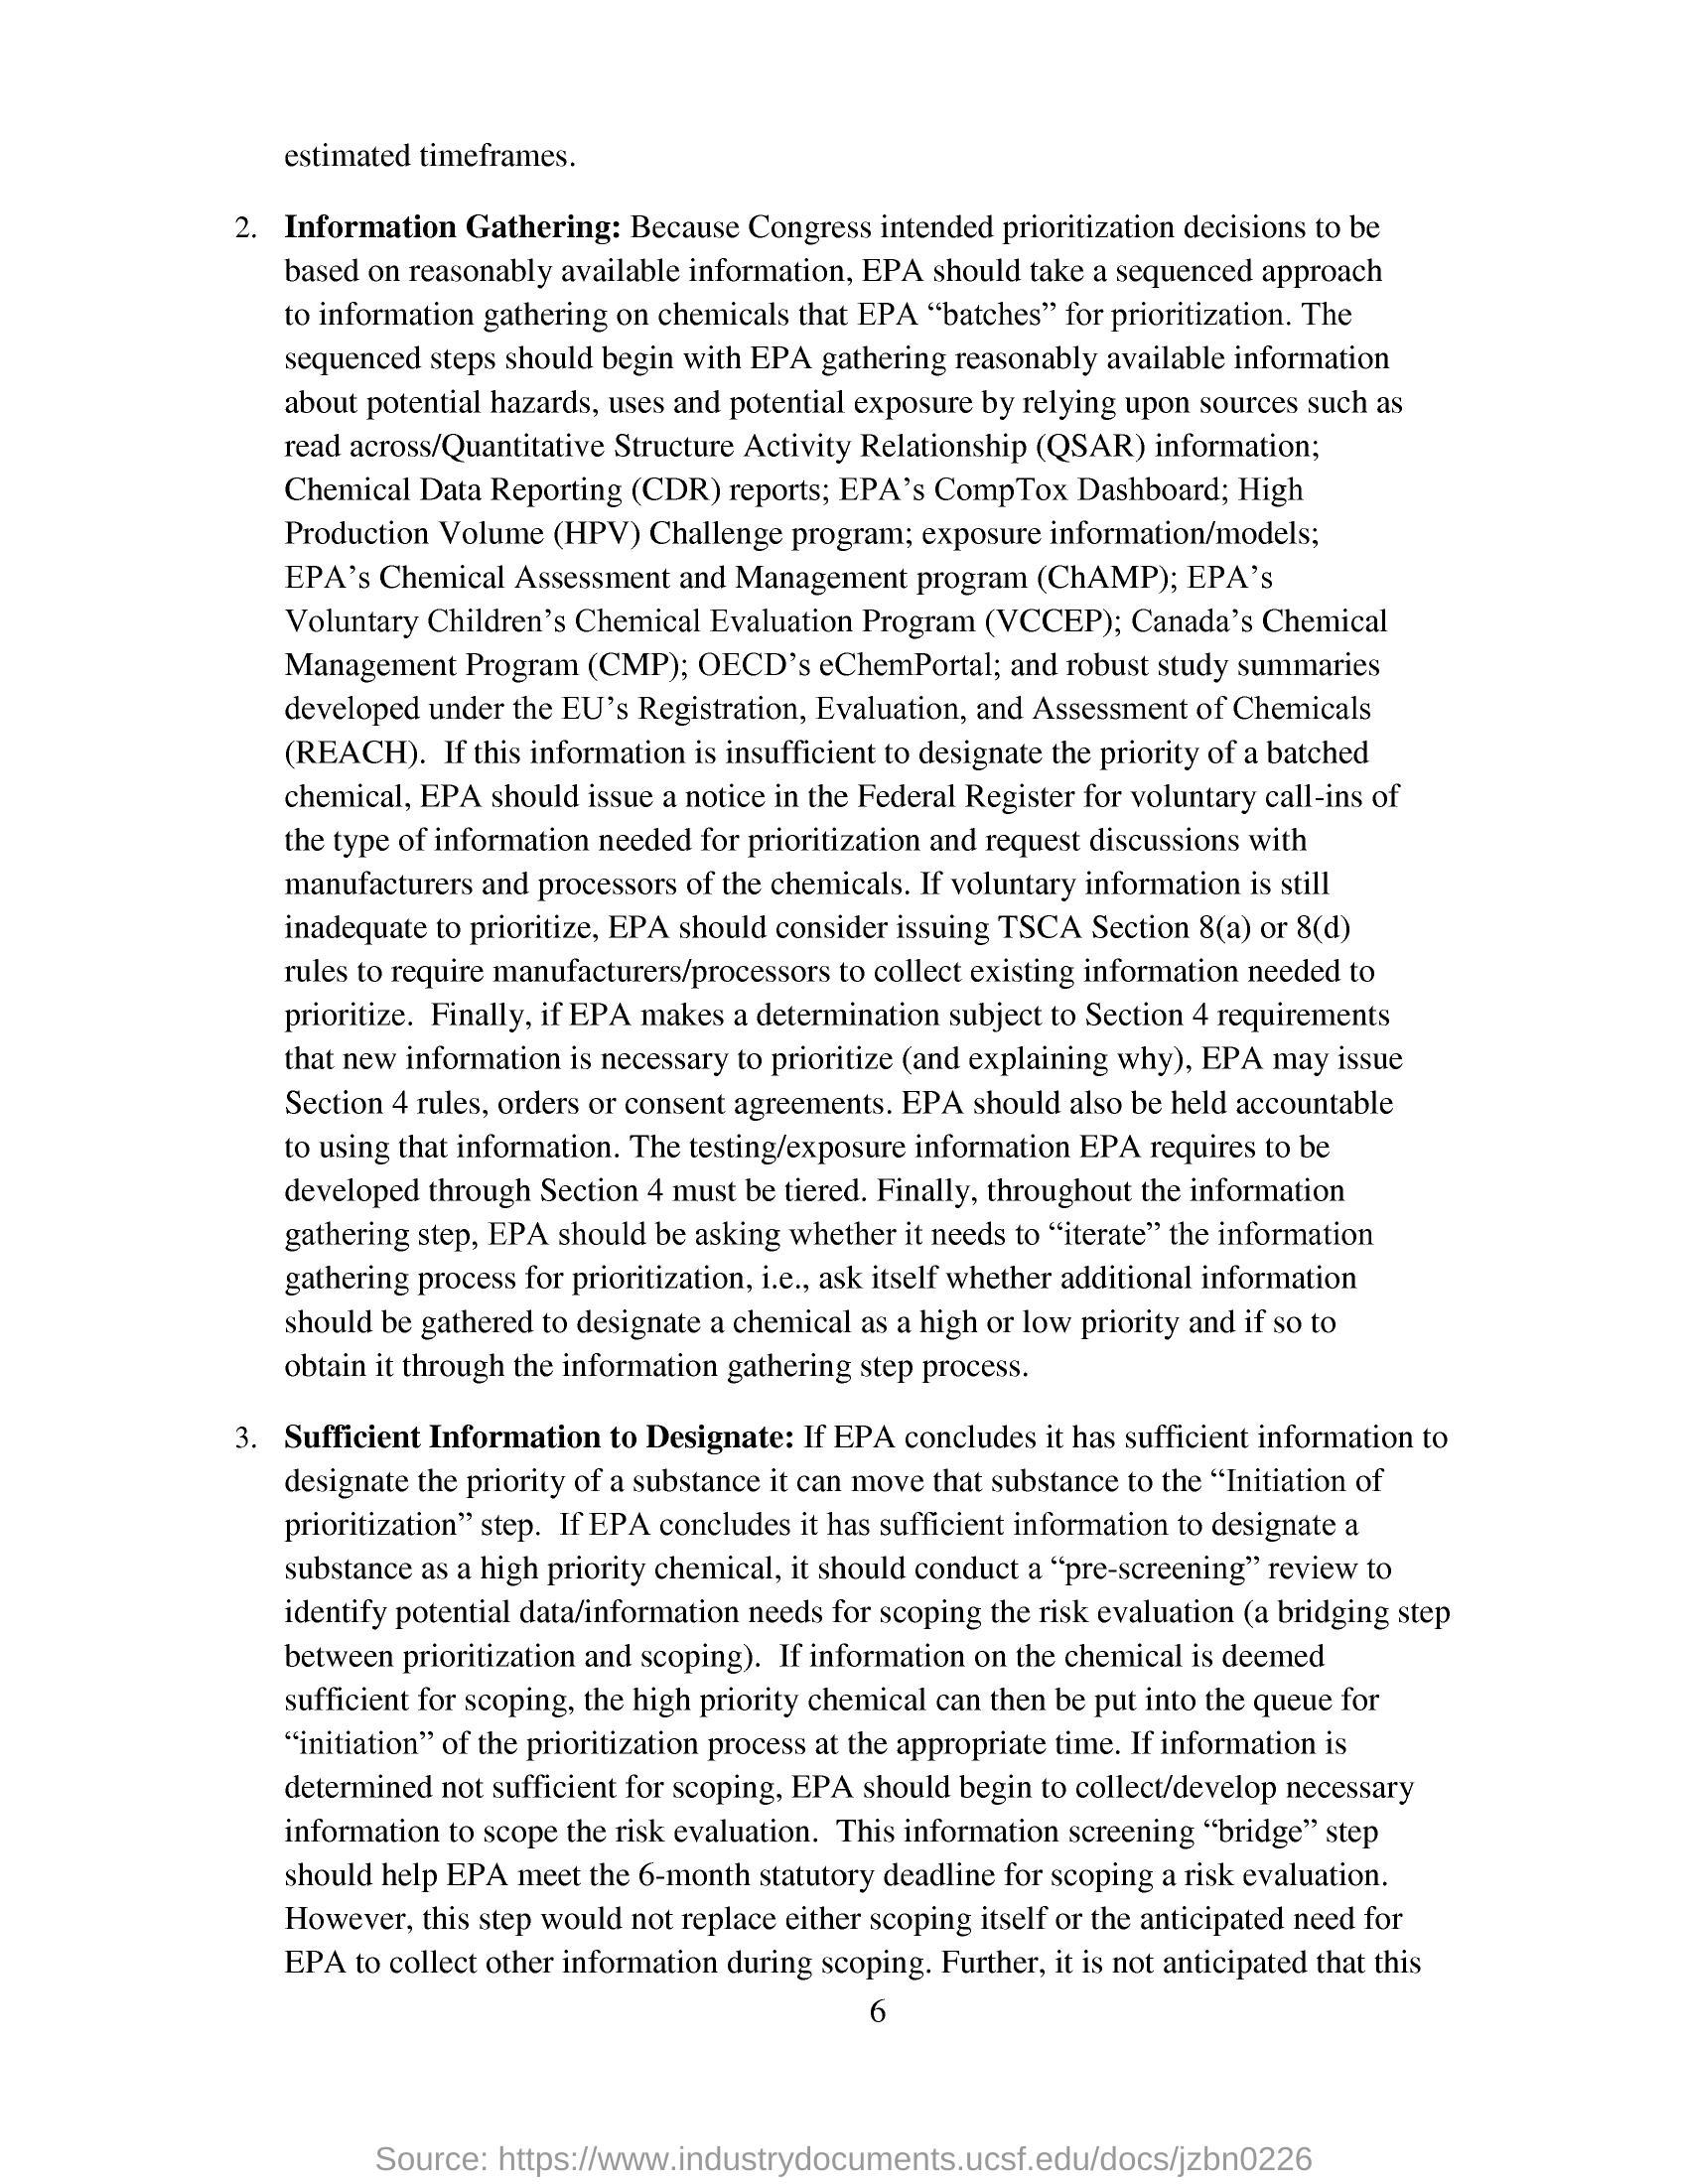 estimated timeframes.
2. Information Gathering: Because Congress intended prioritization decisions to be
based on reasonably available information, EPA should take a sequenced approach
to information gathering on chemicals that EPA “batches” for prioritization. The
sequenced steps should begin with EPA gathering reasonably available information
about potential hazards, uses and potential exposure by relying upon sources such as
read across/Quantitative Structure Activity Relationship (QSAR) information;
Chemical Data Reporting (CDR) reports; EPA’s CompTox Dashboard; High
Production Volume (HPV) Challenge program; exposure information/models;
EPA’s Chemical Assessment and Management program (ChAMP); EPA’s
Voluntary Children’s Chemical Evaluation Program (VCCEP); Canada’s Chemical
Management Program (CMP); OECD’s eChemPortal; and robust study summaries
developed under the EU’s Registration, Evaluation, and Assessment of Chemicals
(REACH).  If this information is insufficient to designate the priority of a batched
chemical, EPA should issue a notice in the Federal Register for voluntary call-ins of
the type of information needed for prioritization and request discussions with
manufacturers and processors of the chemicals. If voluntary information is still
inadequate to prioritize, EPA should consider issuing TSCA Section 8(a) or 8(d)
rules to require manufacturers/processors to collect existing information needed to
prioritize.  Finally, if EPA makes a determination subject to Section 4 requirements
that new information is necessary to prioritize (and explaining why), EPA may issue
Section 4 rules, orders or consent agreements. EPA should also be held accountable
to using that information. The testing/exposure information EPA requires to be
developed through Section 4 must be tiered. Finally, throughout the information
gathering step, EPA should be asking whether it needs to “iterate” the information
gathering process for prioritization, i.e., ask itself whether additional information
should be gathered to designate a chemical as a high or low priority and if so to
obtain it through the information gathering step process.
3. Sufficient Information to Designate: If EPA concludes it has sufficient information to
designate the priority of a substance it can move that substance to the “Initiation of
prioritization” step.  If EPA concludes it has sufficient information to designate a
substance as a high priority chemical, it should conduct a “pre-screening” review to
identify potential data/information needs for scoping the risk evaluation (a bridging step
between prioritization and scoping).  If information on the chemical is deemed
sufficient for scoping, the high priority chemical can then be put into the queue for
“initiation” of the prioritization process at the appropriate time. If information is
determined not sufficient for scoping, EPA should begin to collect/develop necessary
information to scope the risk evaluation.  This information screening “bridge” step
should help EPA meet the 6-month statutory deadline for scoping a risk evaluation.
However, this step would not replace either scoping itself or the anticipated need for
EPA to collect other information during scoping. Further, it is not anticipated that this
6
Source: https://www.industrydocuments.ucsf.edu/docs/jzbn0226